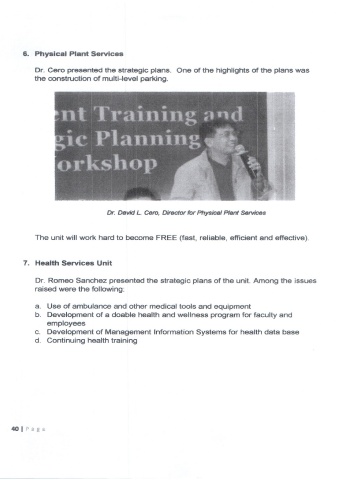 6. Physical Plant Services
Dr. Cero presented the strategic plans. One of the highlights of the plans was
the construction of multi-level parking.
ent Training and
gic Planning
orkshop
Dr. David L. Cero, Director for Physical Plant Services
The unit will work hard to become FREE (fast, reliable, efficient and effective).
7. Health Services Unit
Dr. Romeo Sanchez presented the strategic plans of the unit. Among the issues
raised were the following:
a. Use of ambulance and other medical tools and equipment
b. Development of a doable health and wellness program for faculty and
employees
c. Development of Management Information Systems for health data base
d. Continuing health training
40 | Page